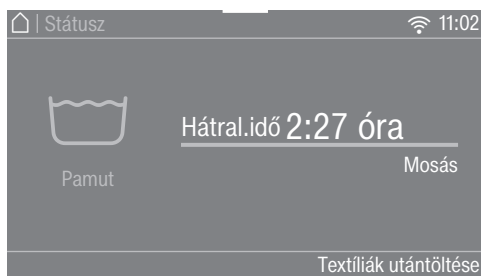 | Státusz
11:02
Hátral.idő 2:27 óra
Mosás
Pamut
Textíliák utántöltése